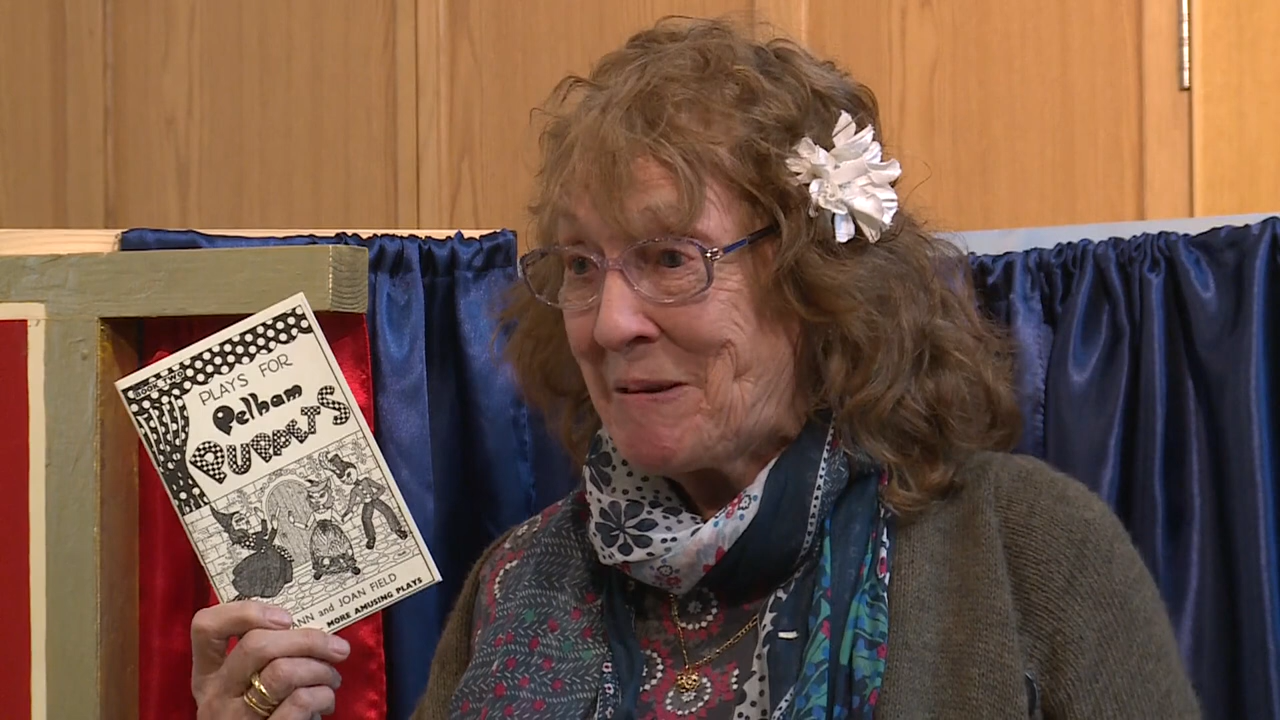 BOOK TWO
PLAYS FOR
Pelham
PUPPETS
ANN and JOAN FIELD
MORE AMUSING PLAYS